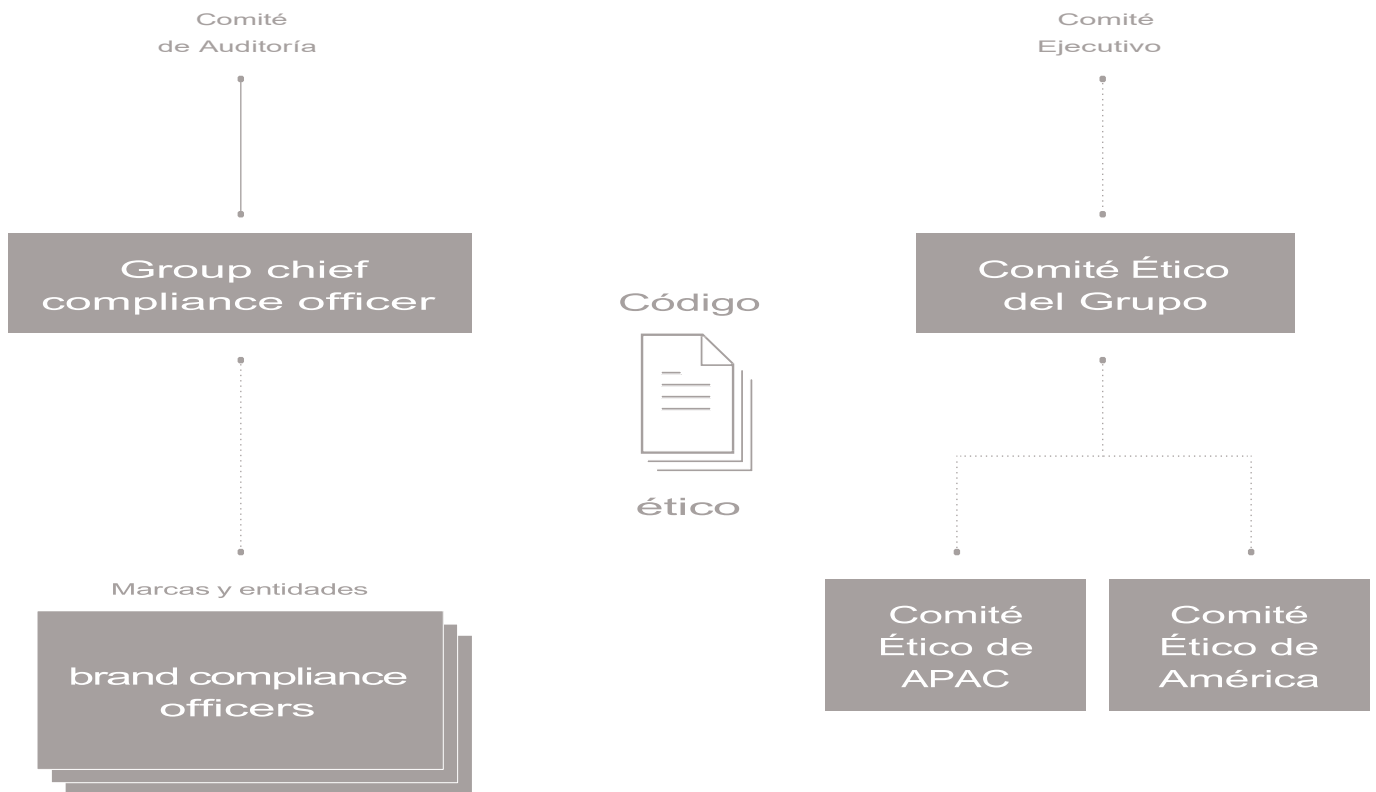 Comité
de Auditoría
Group chief
compliance officer
Marcas y entidades
brand compliance
officers
Código
ético
Comité
Ejecutivo
Comité Ético
del Grupo
Comité
Ético de
APAC
Comité
Ético de
América